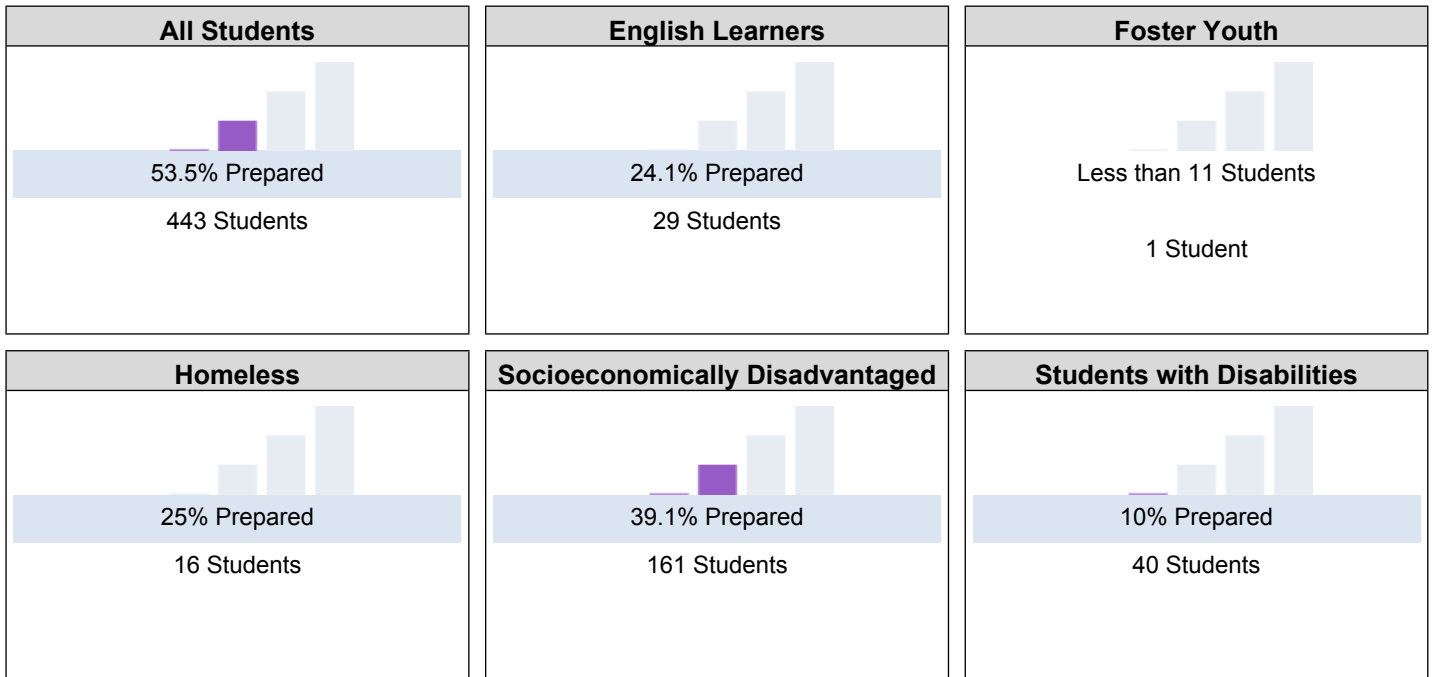 All Students
53.5% Prepared
443 Students
English Learners
24.1% Prepared
29 Students
Foster Youth
Less than 11 Students
1 Student
Homeless
25% Prepared
16 Students
Socioeconomically Disadvantaged
39.1% Prepared
161 Students
Students with Disabilities
10% Prepared
40 Students